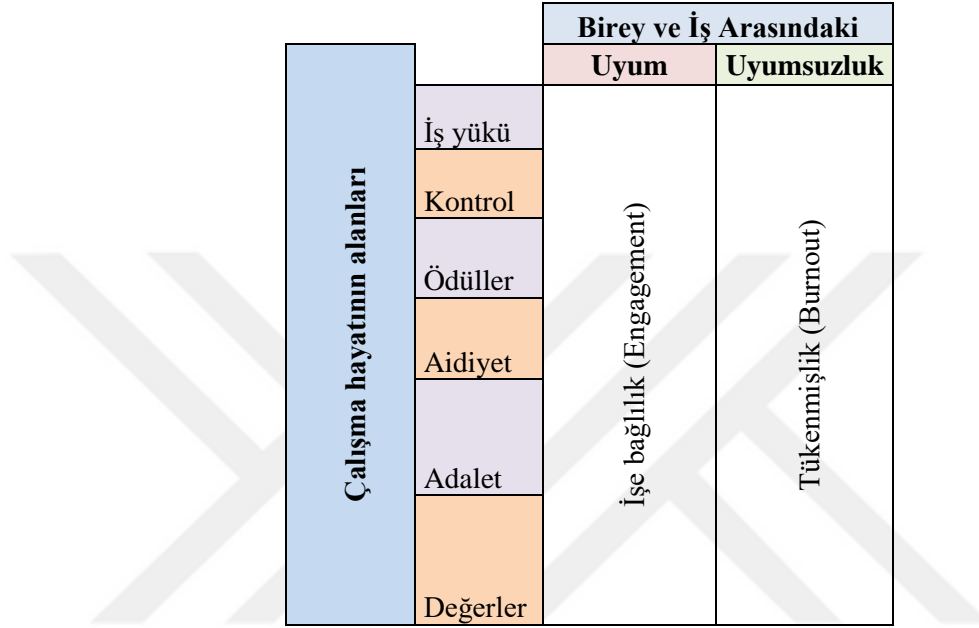 Birey ve İş Arasındaki
Uyum Uyumsuzluk
Çalışma hayatının alanları
İş yükü
Kontrol
Ödüller
Aidiyet
Adalet
Değerler
İşe bağlılık (Engagement)
Tükenmişlik (Burnout)